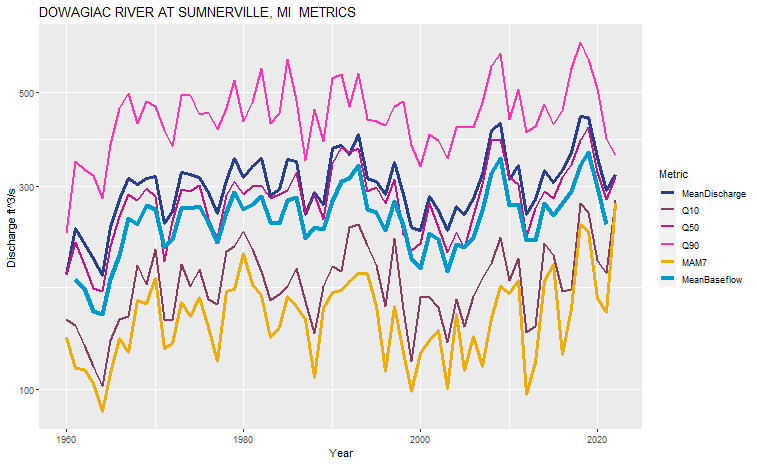 DOWAGIAC RIVER AT SUMNERVILLE, MI  METRICS
Discharge ft^3/s
500
300
100
1960
1980
2000
2020
Year
Metric
MeanDischarge
Q10
Q50
Q90
MAM7
MeanBaseflow